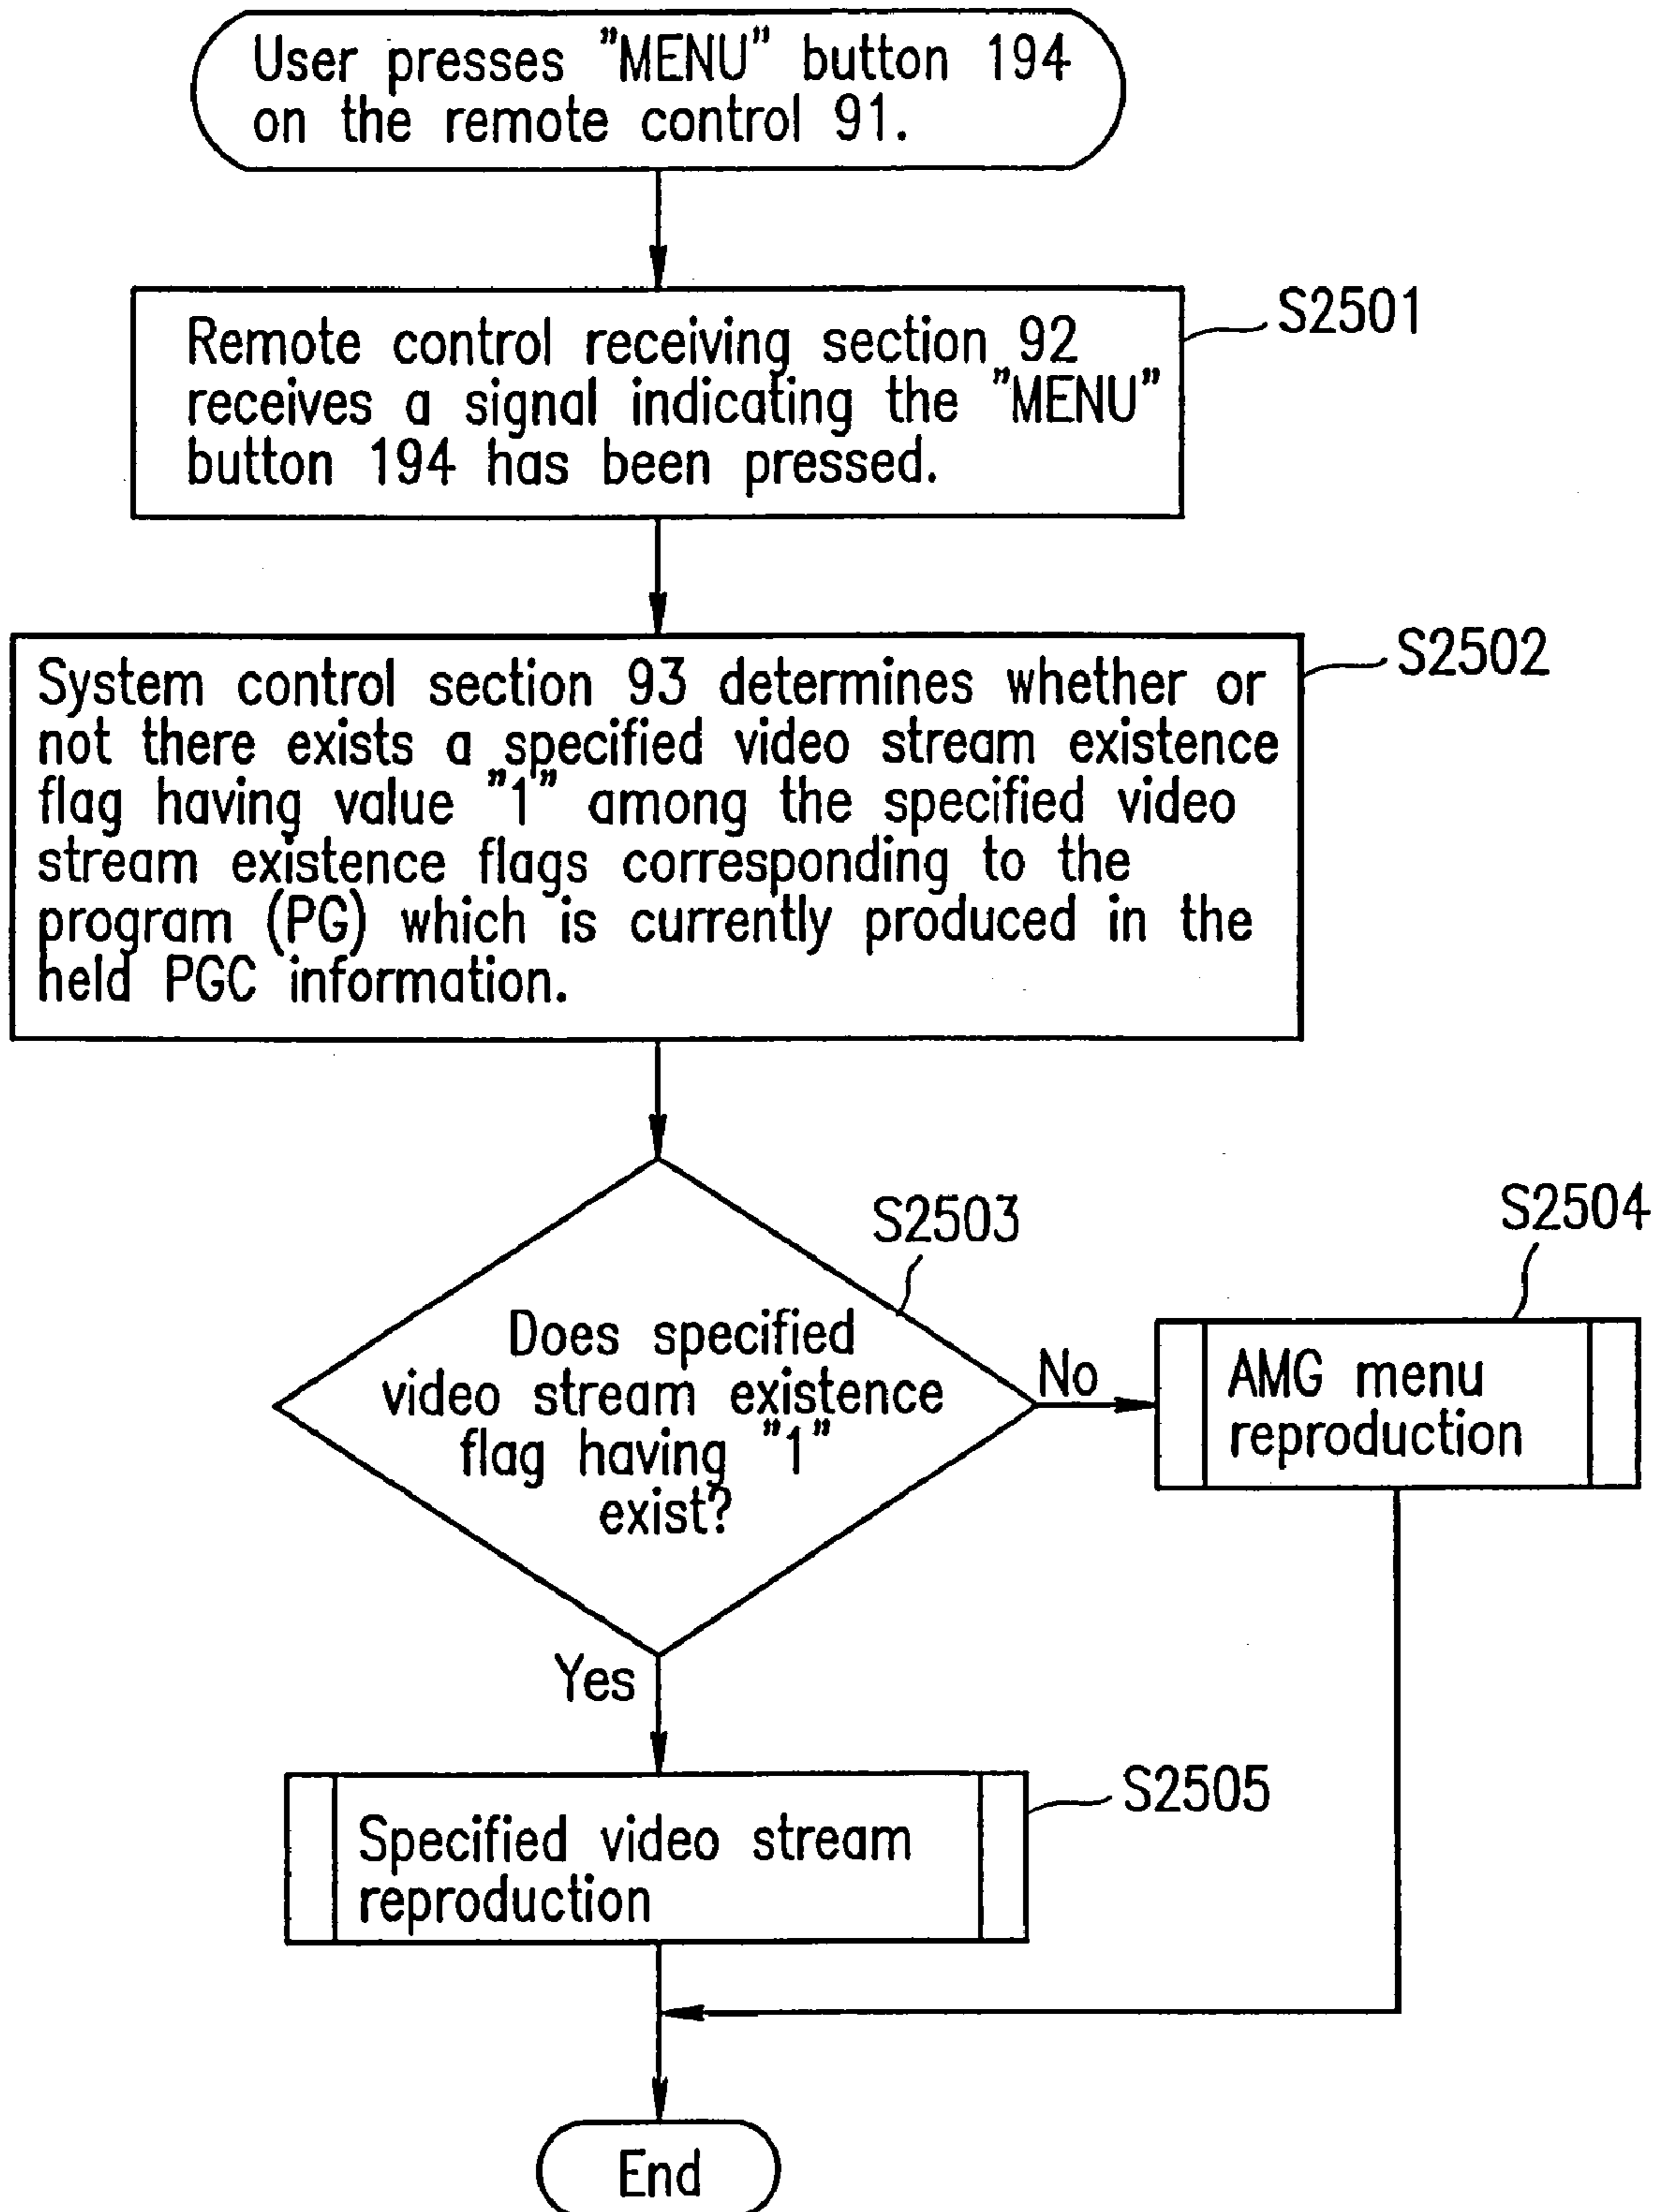 User presses "MENU" button 194
on the remote control 91.
S2501
Remote control receiving section 92
receives a signal indicating the "MENU"
button 194 has been pressed.
S2502
System control section 93 determines whether or
not there exists a specified video stream existence
flag having value "1" among the specified video
stream existence flags corresponding to the
program (PG) which is currently produced in the
held PGC information.
S2503
Does specified
video stream existence
flag having "1"
exist?
No
S2504
AMG menu
reproduction
Yes
S2505
Specified video stream
reproduction
End